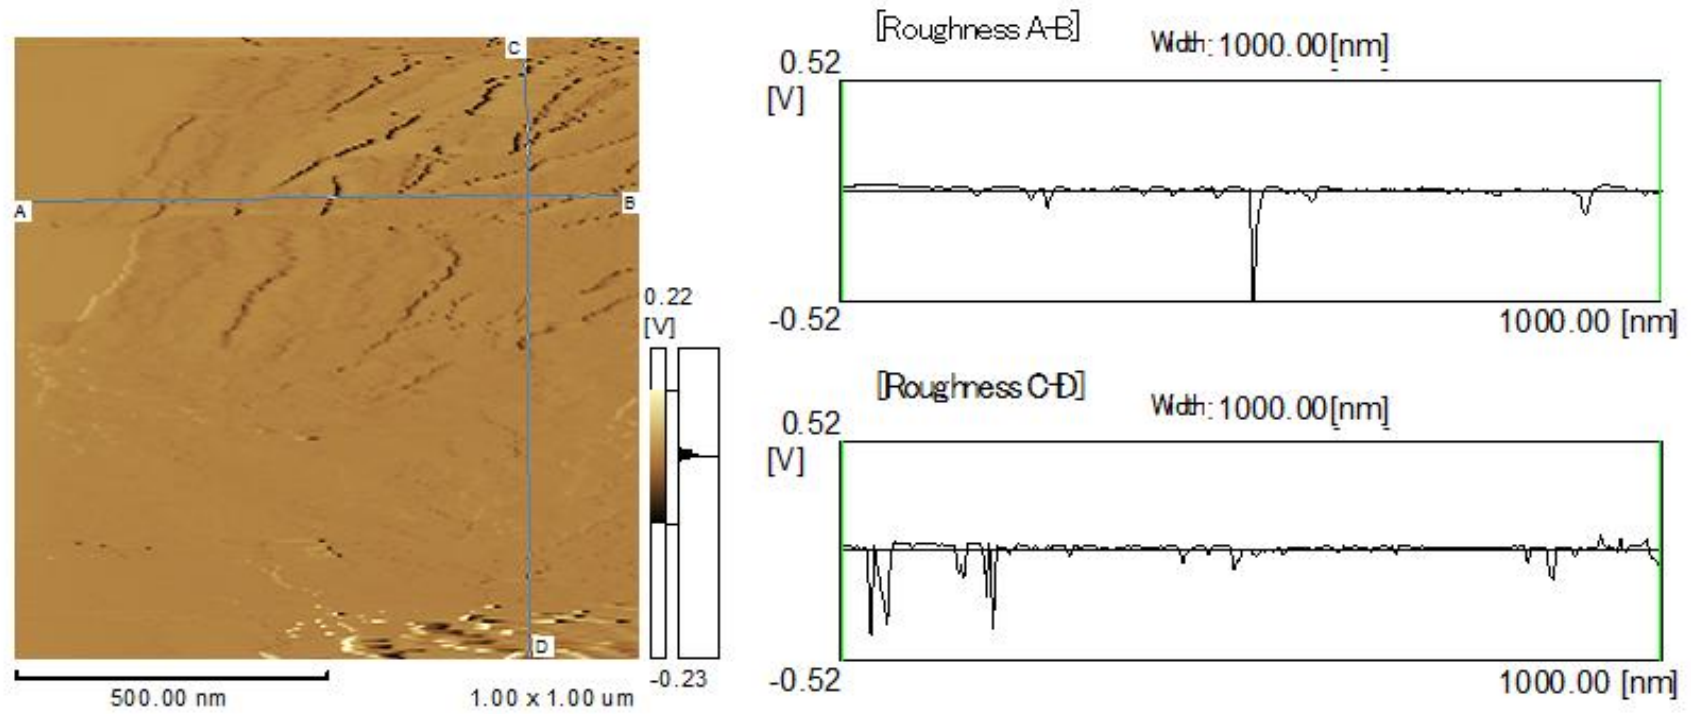 C
A
B
D
0.22
[V]
-0.23
500.00 nm
1.00 x 1.00 um
[Roughness A-B]
Width: 1000.00[nm]
0.52
[V]
-0.52
1000.00 [nm]
[Roughness C-D]
Width: 1000.00[nm]
0.52
[V]
-0.52
1000.00 [nm]